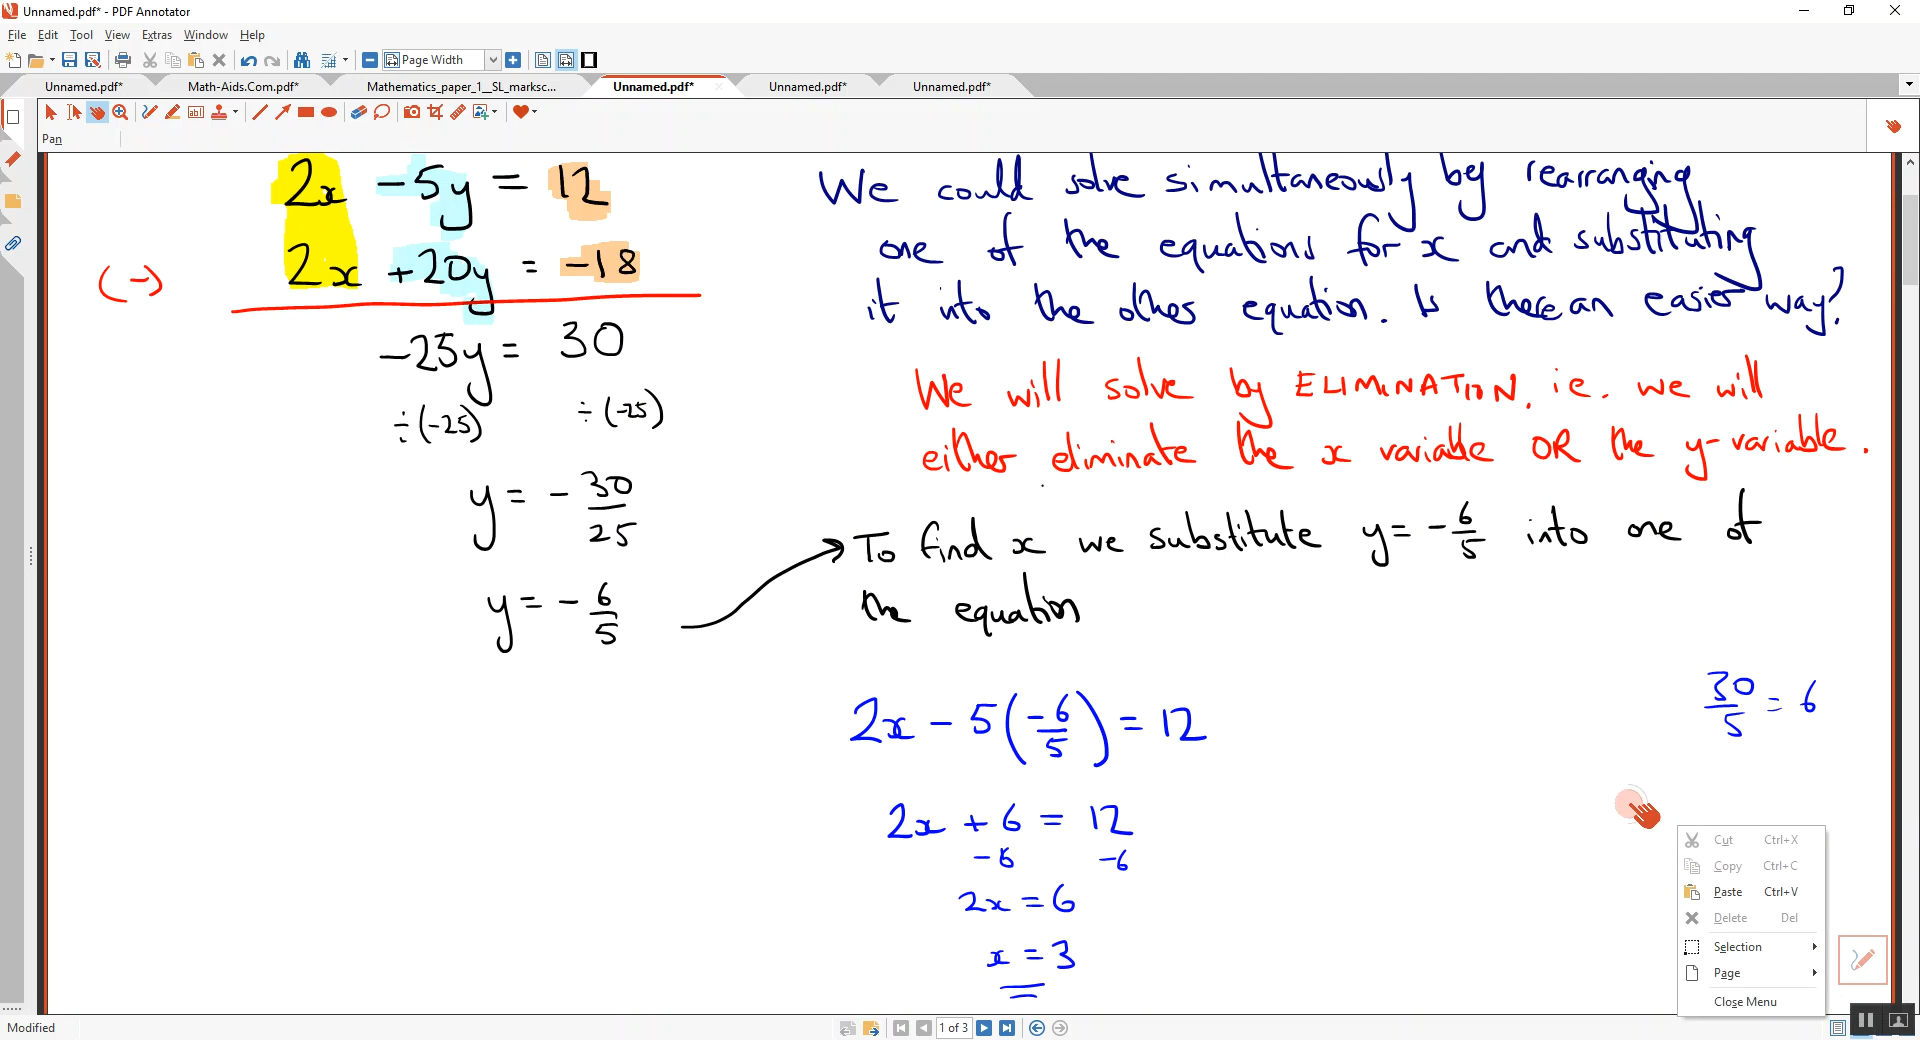 Unnamed.pdf* - PDF Annotator
File Edit Tool View Extras Window Help
Page Width
Unnamed.pdf* Math-Aids.Com.pdf* Mathematics_paper_1__SL_marksc... Unnamed.pdf* Unnamed.pdf* Unnamed.pdf*
Pan
2x -5y = 12
2x +20y = -18
(-)
-25y = 30
÷(-25) ÷(-25)
y = - 30/25
y = - 6/5
We could solve simultaneously by rearranging
one of the equations for x and substituting
it into the other equation. Is there an easier way?
We will solve by ELIMINATION. ie. we will
either eliminate the x variable OR the y-variable.
To find x we substitute y = - 6/5 into one of
the equation
2x - 5(-6/5) = 12
30/5 = 6
2x + 6 = 12
-6 -6
2x = 6
x = 3
Cut Ctrl+X
Copy Ctrl+C
Paste Ctrl+V
Delete Del
Selection
Page
Close Menu
Modified
1 of 3